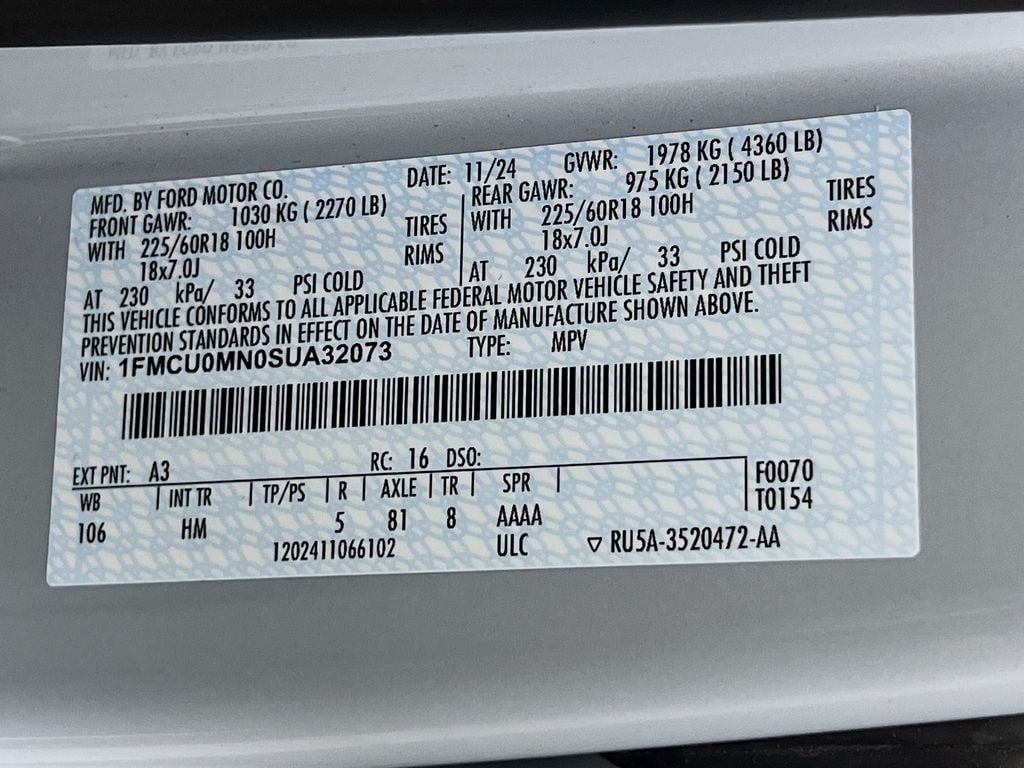 MFD. BY FORD MOTOR CO. DATE: 11/24 GVWR: 1978 KG ( 4360 LB)
FRONT GAWR: 1030 KG ( 2270 LB) REAR GAWR: 975 KG ( 2150 LB)
WITH 225/60R18 100H TIRES WITH 225/60R18 100H TIRES
18x7.0J RIMS 18x7.0J RIMS
AT 230 kPa/ 33 PSI COLD AT 230 kPa/ 33 PSI COLD
THIS VEHICLE CONFORMS TO ALL APPLICABLE FEDERAL MOTOR VEHICLE SAFETY AND THEFT
PREVENTION STANDARDS IN EFFECT ON THE DATE OF MANUFACTURE SHOWN ABOVE.
VIN: 1FMCU0MN0SUA32073 TYPE: MPV
EXT PNT: A3 RC: 16 DSO:
WB INT TR TP/PS R AXLE TR SPR F0070
106 HM 5 81 8 AAAA T0154
1202411066102 ULC ▽ RU5A-3520472-AA